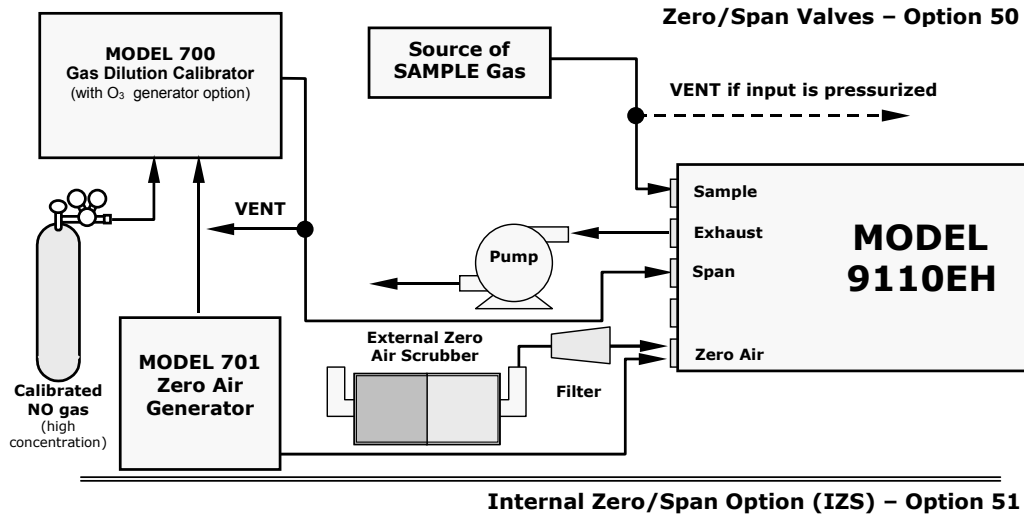 Zero/Span Valves – Option 50
MODEL 700
Gas Dilution Calibrator
(with O₃ generator option)
Source of
SAMPLE Gas
VENT if input is pressurized
Sample
Exhaust
Span
Zero Air
MODEL
9110EH
VENT
Pump
External Zero
Air Scrubber
Filter
MODEL 701
Zero Air
Generator
Calibrated
NO gas
(high
concentration)
Internal Zero/Span Option (IZS) – Option 51